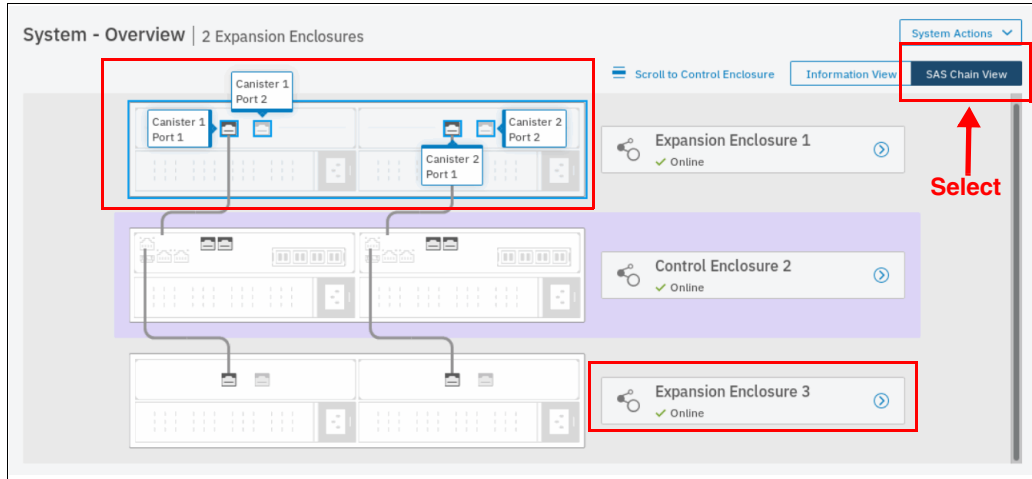 System - Overview | 2 Expansion Enclosures
System Actions
Scroll to Control Enclosure
Information View
SAS Chain View
Canister 1
Port 2
Canister 1
Port 1
Canister 2
Port 2
Canister 2
Port 1
Expansion Enclosure 1
Online
Select
Control Enclosure 2
Online
Expansion Enclosure 3
Online